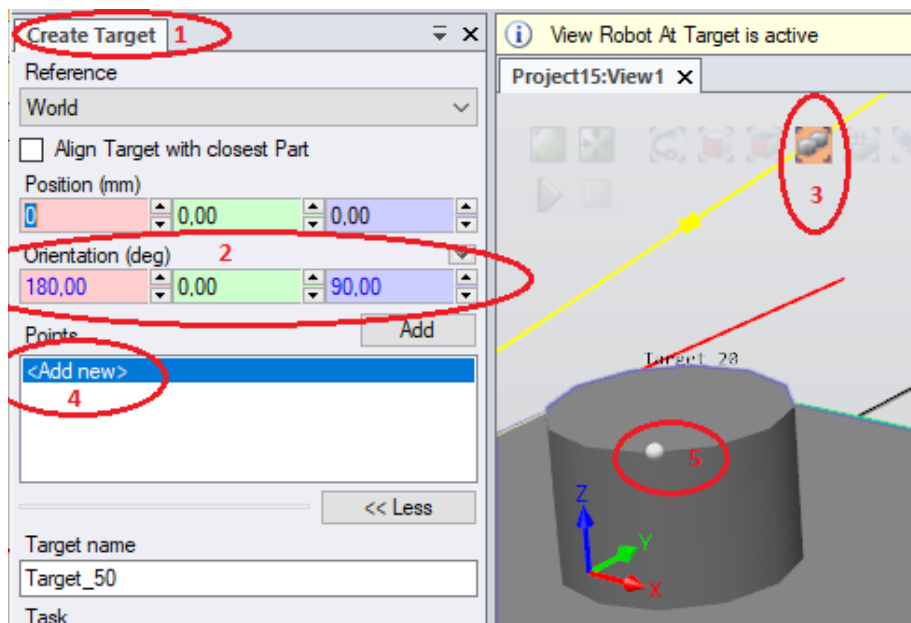 Create Target 1
Reference
World
Align Target with closest Part
Position (mm)
0 0,00 0,00
Orientation (deg) 2
180,00 0,00 90,00
Points Add
<Add new>
4
<< Less
Target name
Target_50
Task
View Robot At Target is active
Project15:View1
3
Target_20
5
Z
Y
X